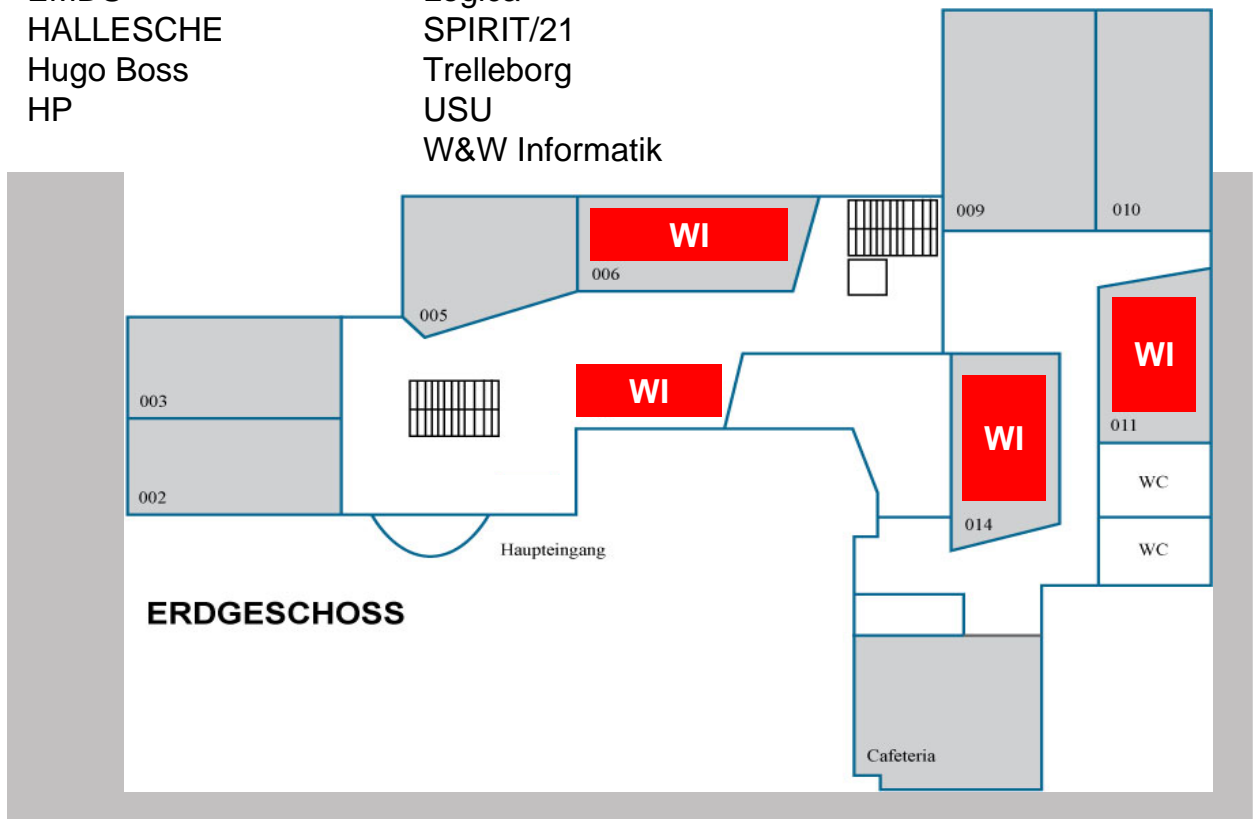 HALLESCHE
Hugo Boss
HP
SPIRIT/21
Trelleborg
USU
W&W Informatik
009
010
WI
006
005
WI
011
003
WI
WI
014
002
WC
WC
Haupteingang
ERDGESCHOSS
Cafeteria